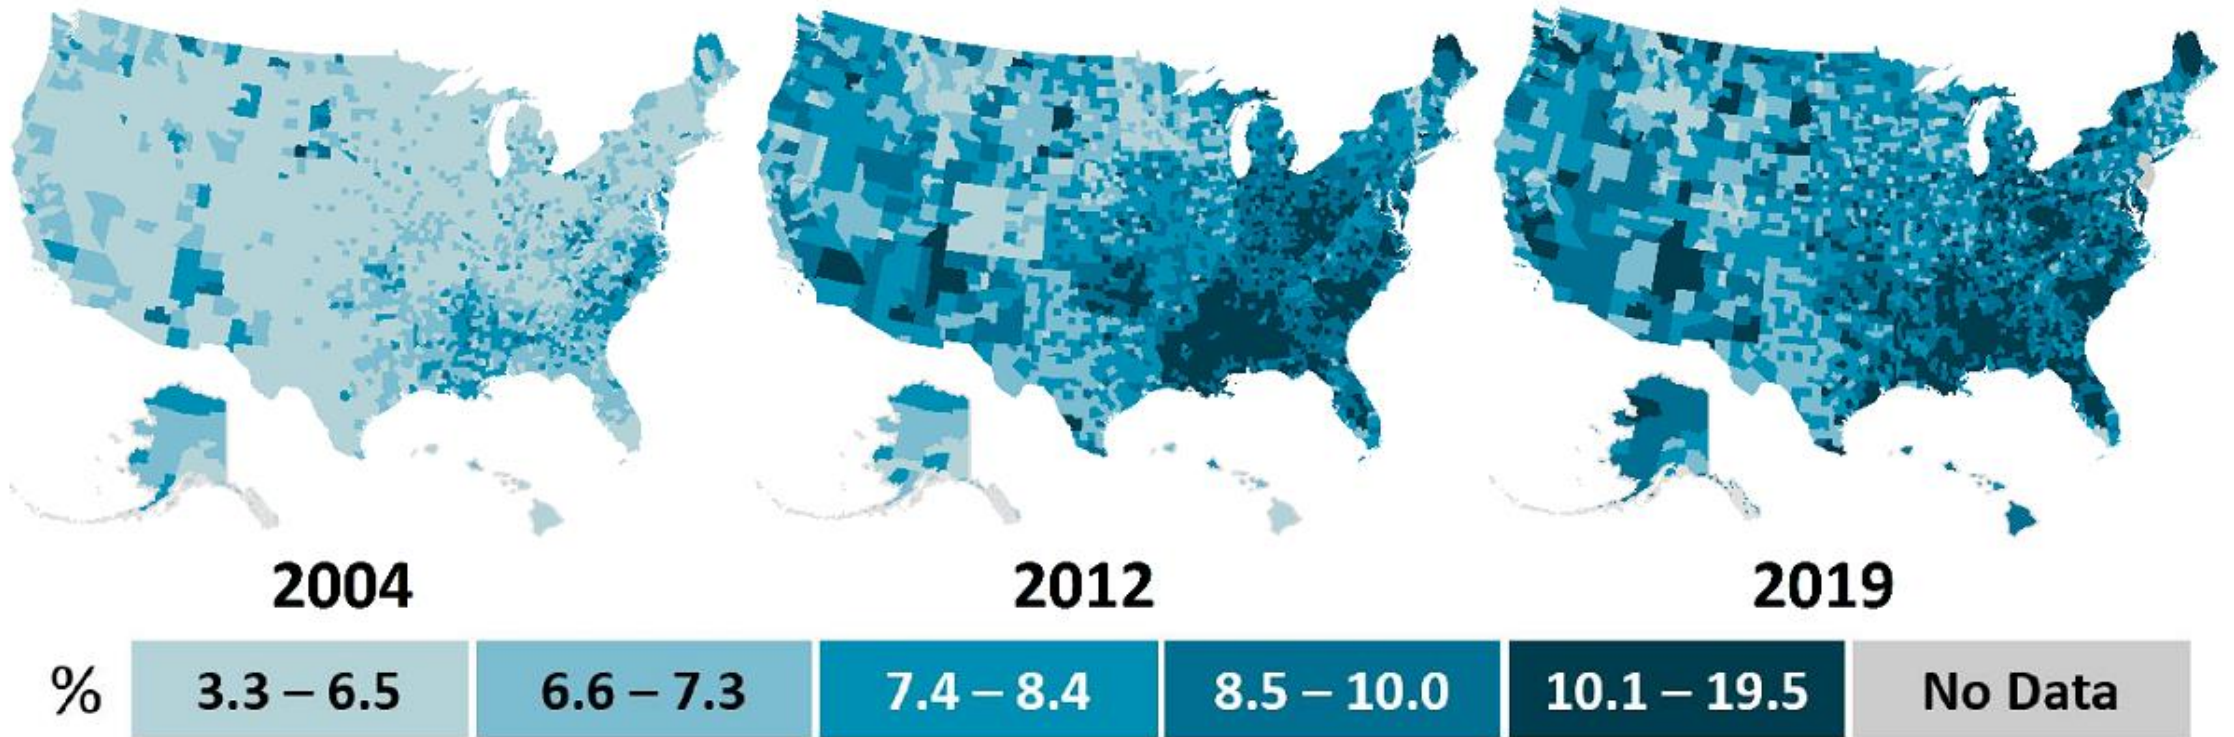 2004 2012 2019
% 3.3 – 6.5 6.6 – 7.3 7.4 – 8.4 8.5 – 10.0 10.1 – 19.5 No Data